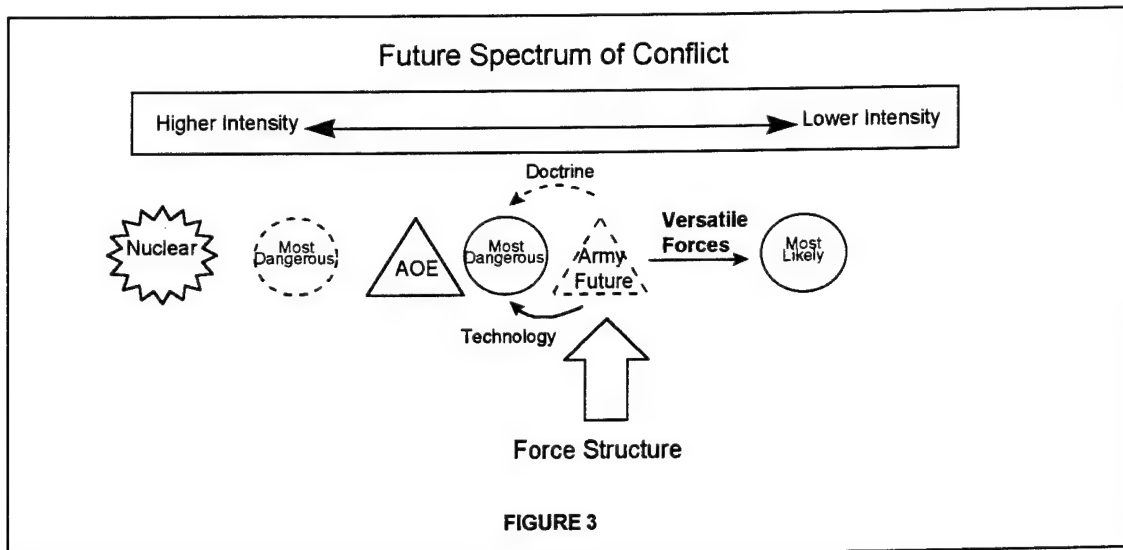 Future Spectrum of Conflict
Higher Intensity
Lower Intensity
Doctrine
Nuclear
Most
Dangerous
AOE
Most
Dangerous
Army
Future
Versatile
Forces
Most
Likely
Technology
Force Structure
FIGURE 3